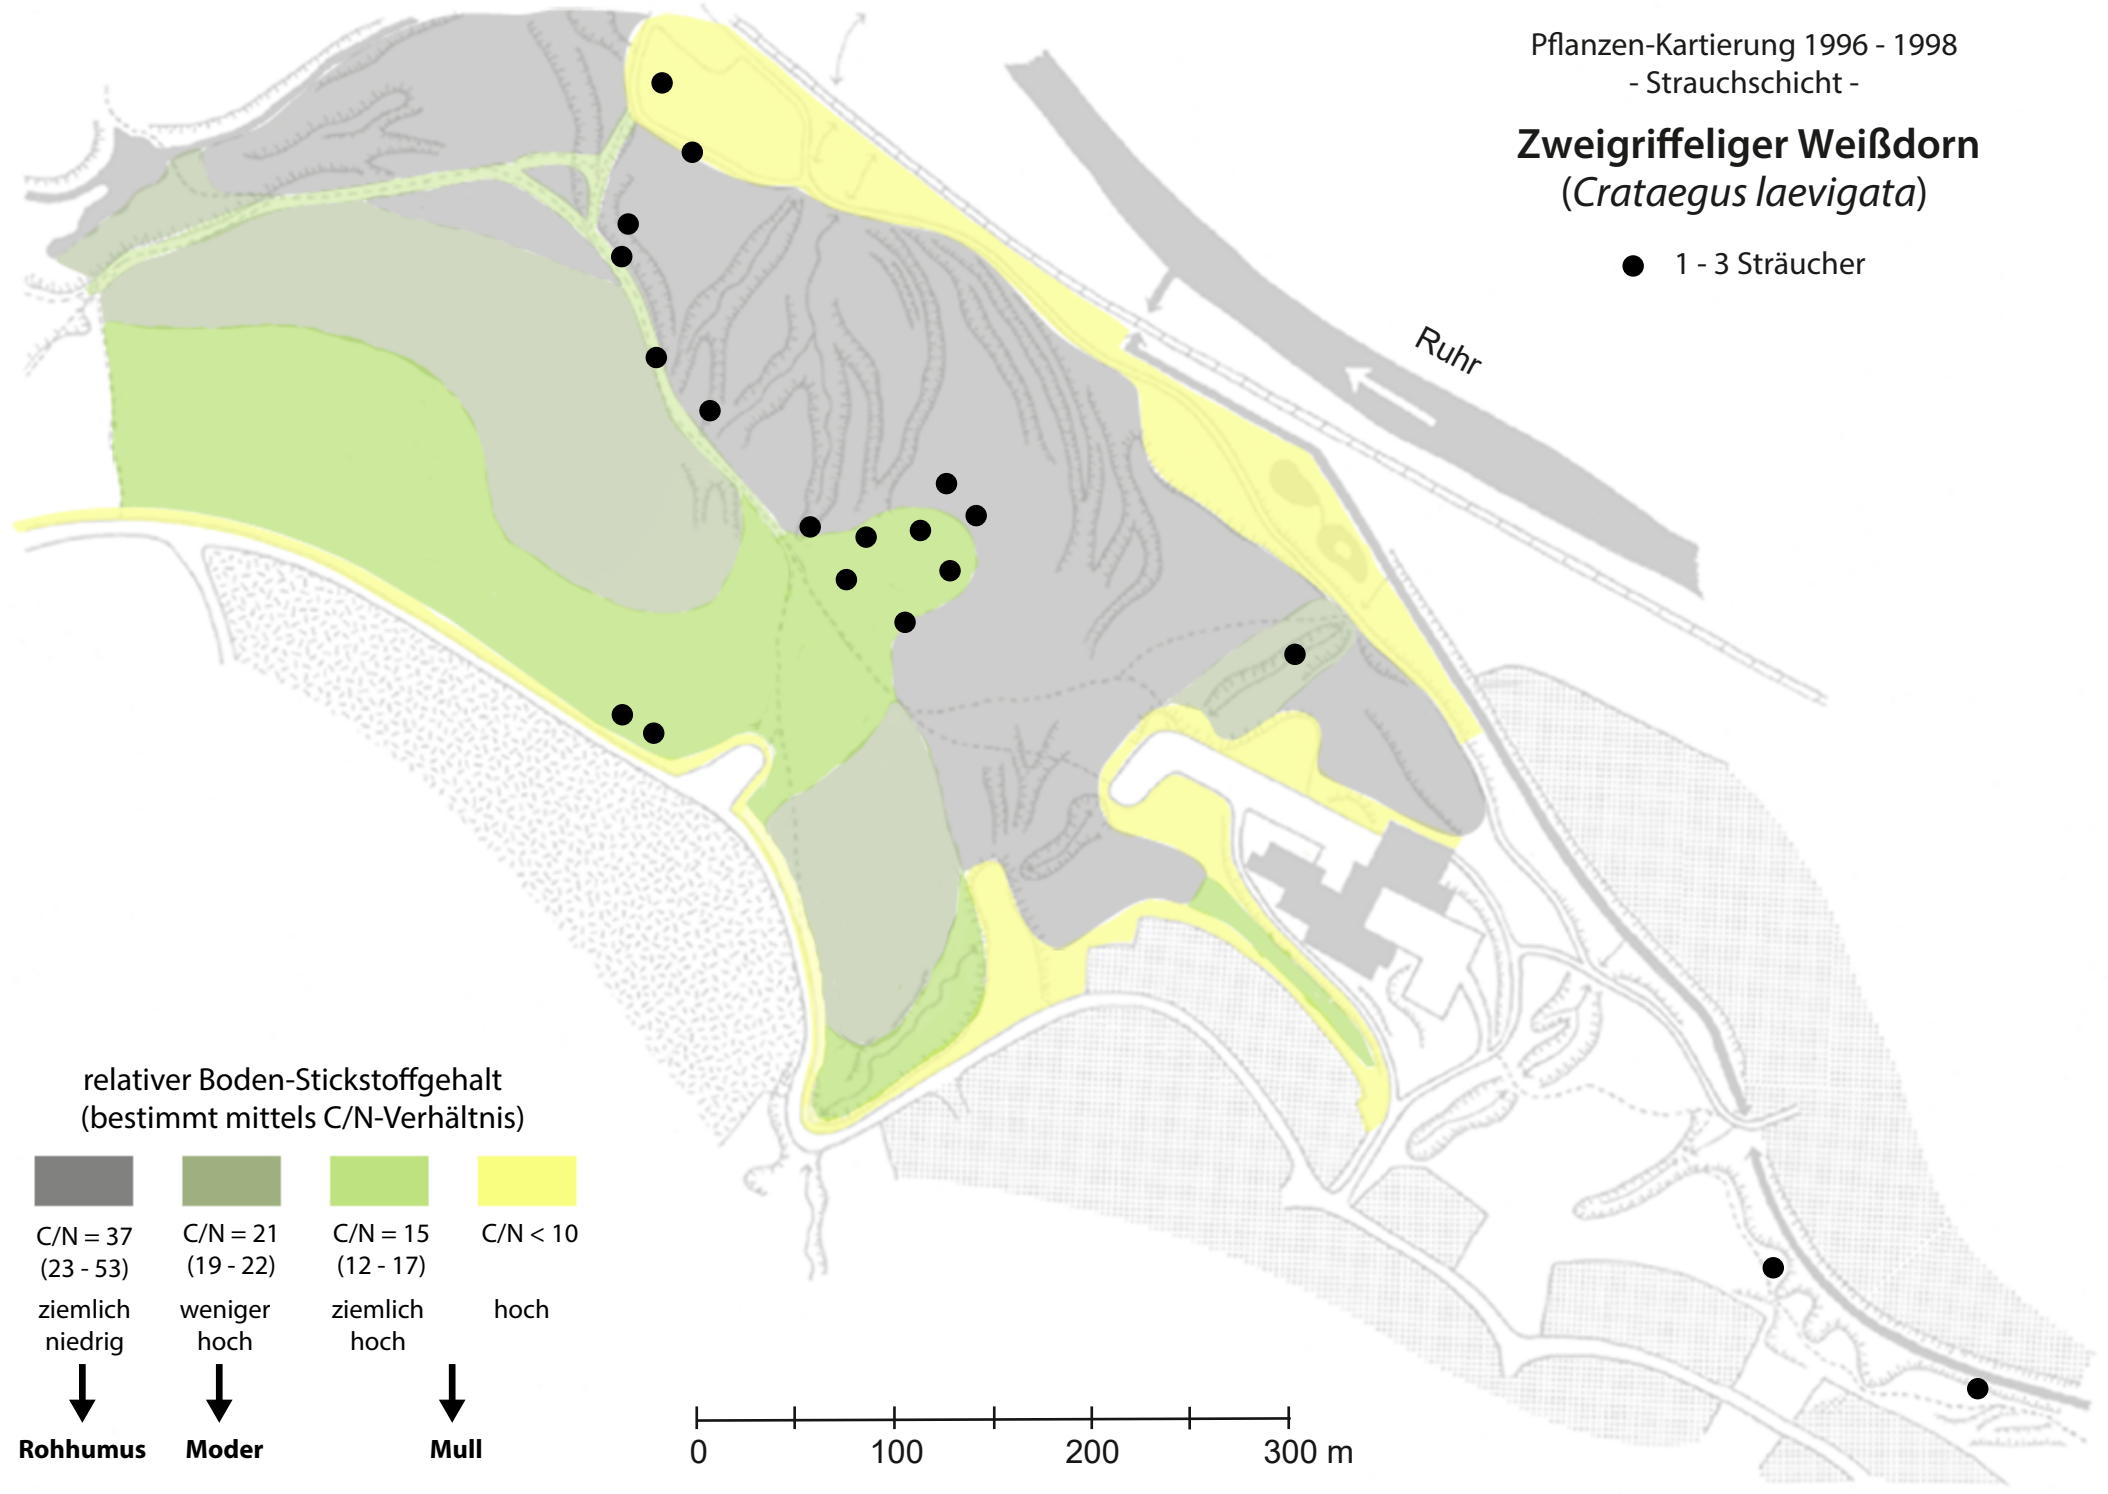 Pflanzen-Kartierung 1996 - 1998
- Strauchschicht -
Zweigriffeliger Weißdorn
(Crataegus laevigata)
1 - 3 Sträucher
Ruhr
relativer Boden-Stickstoffgehalt
(bestimmt mittels C/N-Verhältnis)
C/N = 37
(23 - 53)
ziemlich
niedrig
Rohhumus
C/N = 21
(19 - 22)
weniger
hoch
Moder
C/N = 15
(12 - 17)
ziemlich
hoch
C/N < 10
hoch
Mull
0 100 200 300 m